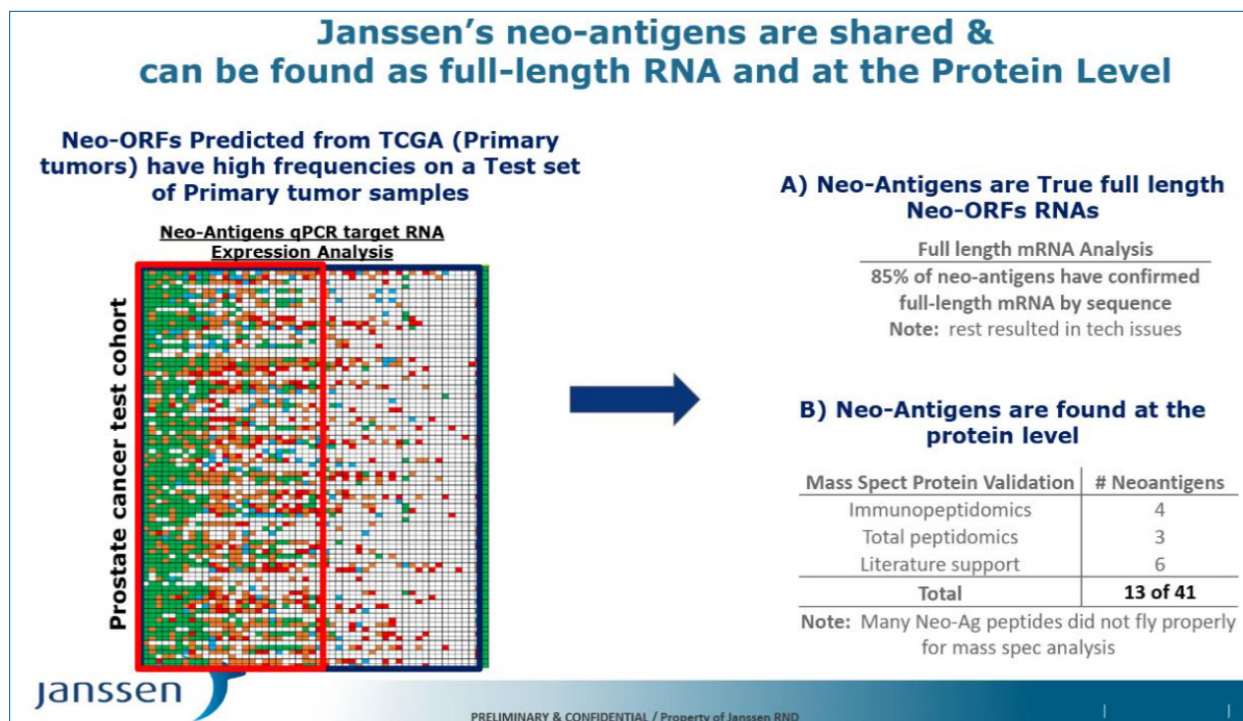 Janssen's neo-antigens are shared &
can be found as full-length RNA and at the Protein Level
Neo-ORFs Predicted from TCGA (Primary
tumors) have high frequencies on a Test set
of Primary tumor samples
Neo-Antigens qPCR target RNA
Expression Analysis
Prostate cancer test cohort
A) Neo-Antigens are True full length
Neo-ORFs RNAs
Full length mRNA Analysis
85% of neo-antigens have confirmed
full-length mRNA by sequence
Note: rest resulted in tech issues
B) Neo-Antigens are found at the
protein level
Mass Spect Protein Validation # Neoantigens
Immunopeptidomics 4
Total peptidomics 3
Literature support 6
Total 13 of 41
Note: Many Neo-Ag peptides did not fly properly
for mass spec analysis
janssen
PRELIMINARY & CONFIDENTIAL / Property of Janssen RND